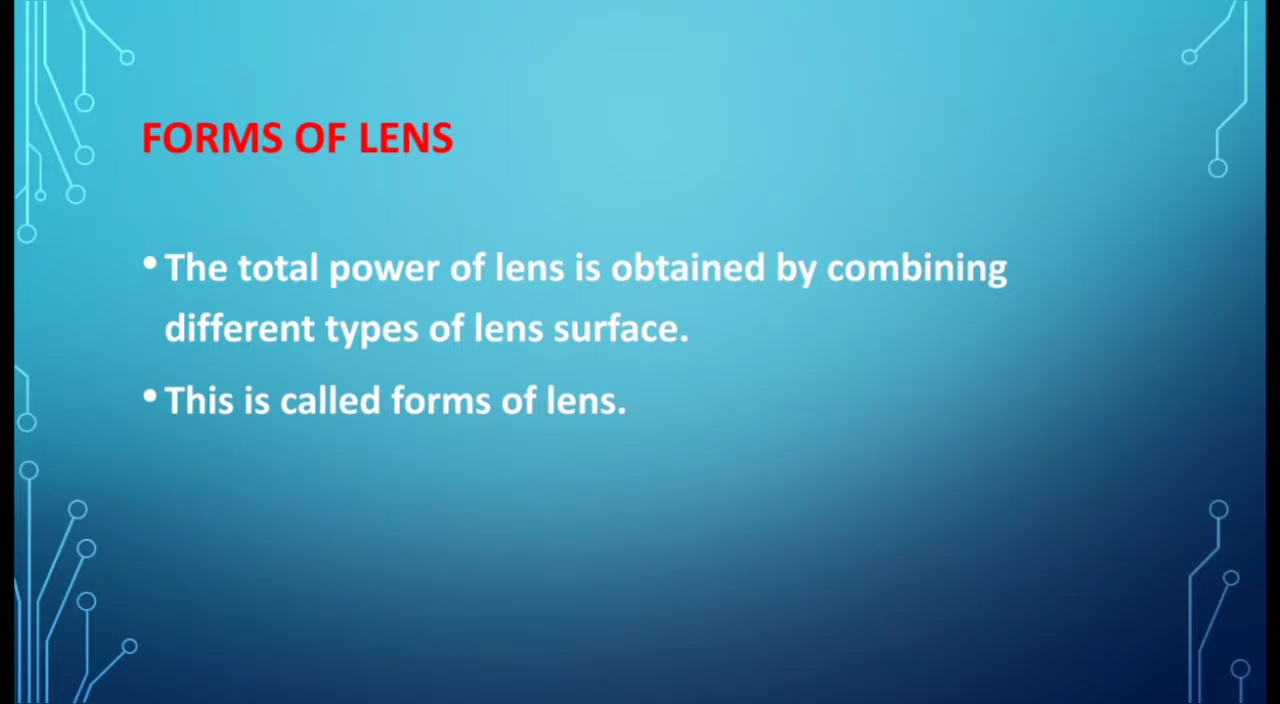 FORMS OF LENS
• The total power of lens is obtained by combining
different types of lens surface.
• This is called forms of lens.